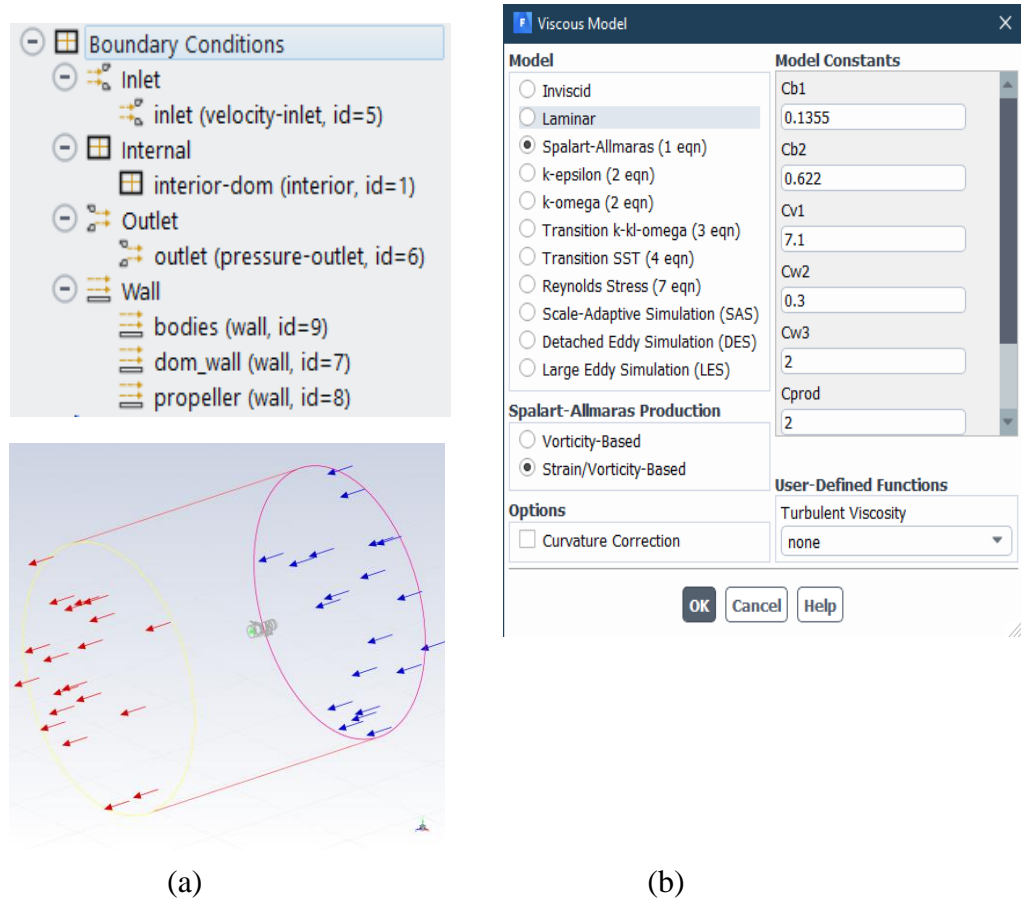 Boundary Conditions
Inlet
inlet (velocity-inlet, id=5)
Internal
interior-dom (interior, id=1)
Outlet
outlet (pressure-outlet, id=6)
Wall
bodies (wall, id=9)
dom_wall (wall, id=7)
propeller (wall, id=8)
(a)
F Viscous Model
Model
Inviscid
Laminar
Spalart-Allmaras (1 eqn)
k-epsilon (2 eqn)
k-omega (2 eqn)
Transition k-kl-omega (3 eqn)
Transition SST (4 eqn)
Reynolds Stress (7 eqn)
Scale-Adaptive Simulation (SAS)
Detached Eddy Simulation (DES)
Large Eddy Simulation (LES)
Spalart-Allmaras Production
Vorticity-Based
Strain/Vorticity-Based
Options
Curvature Correction
Model Constants
Cb1
0.1355
Cb2
0.622
Cv1
7.1
Cw2
0.3
Cw3
2
Cprod
2
User-Defined Functions
Turbulent Viscosity
none
OK Cancel Help
(b)